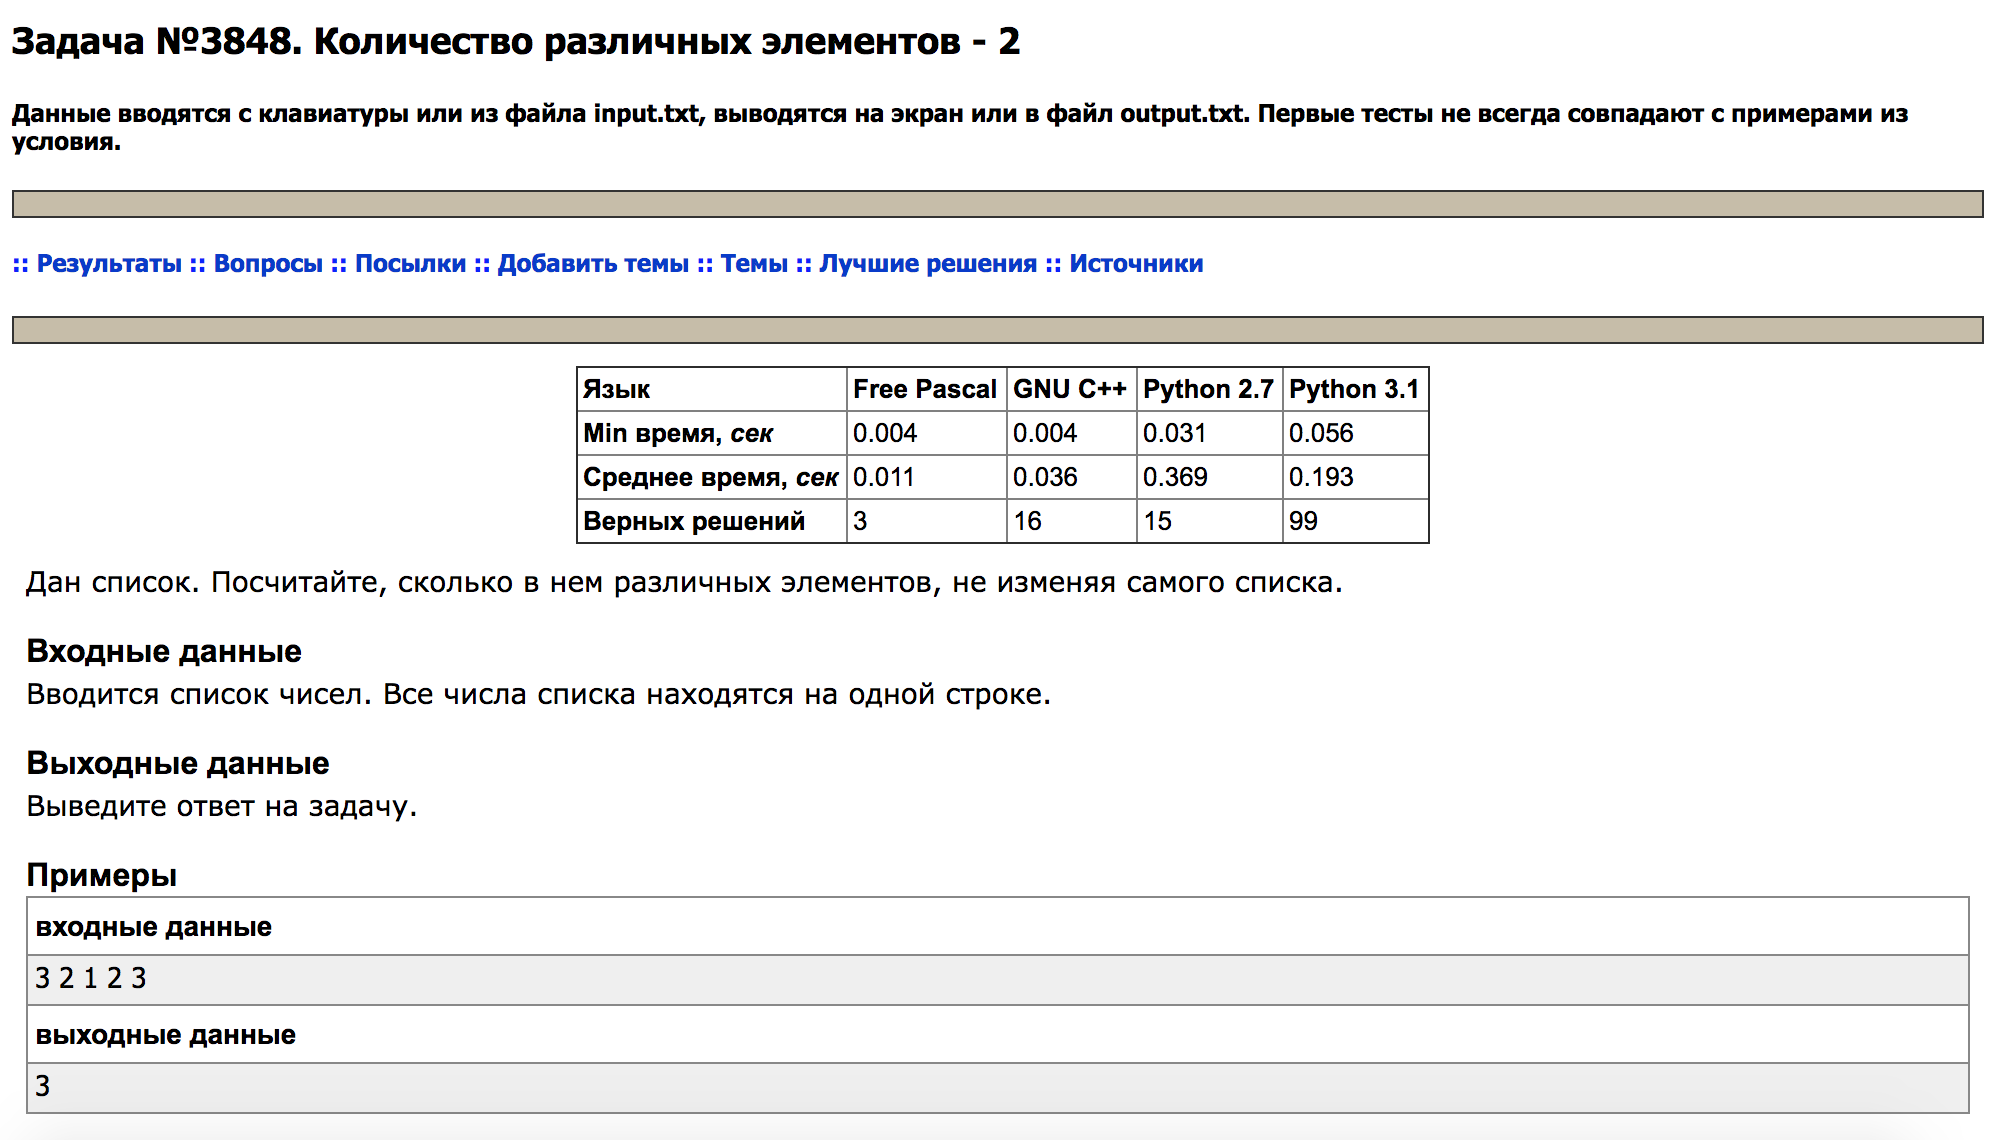 Задача №3848. Количество различных элементов - 2
Данные вводятся с клавиатуры или из файла input.txt, выводятся на экран или в файл output.txt. Первые тесты не всегда совпадают с примерами из
условия.
:: Результаты :: Вопросы :: Посылки :: Добавить темы :: Темы :: Лучшие решения :: Источники
Язык Free Pascal GNU C++ Python 2.7 Python 3.1
Min время, сек 0.004 0.004 0.031 0.056
Среднее время, сек 0.011 0.036 0.369 0.193
Верных решений 3 16 15 99
Дан список. Посчитайте, сколько в нем различных элементов, не изменяя самого списка.
Входные данные
Вводится список чисел. Все числа списка находятся на одной строке.
Выходные данные
Выведите ответ на задачу.
Примеры
входные данные
3 2 1 2 3
выходные данные
3